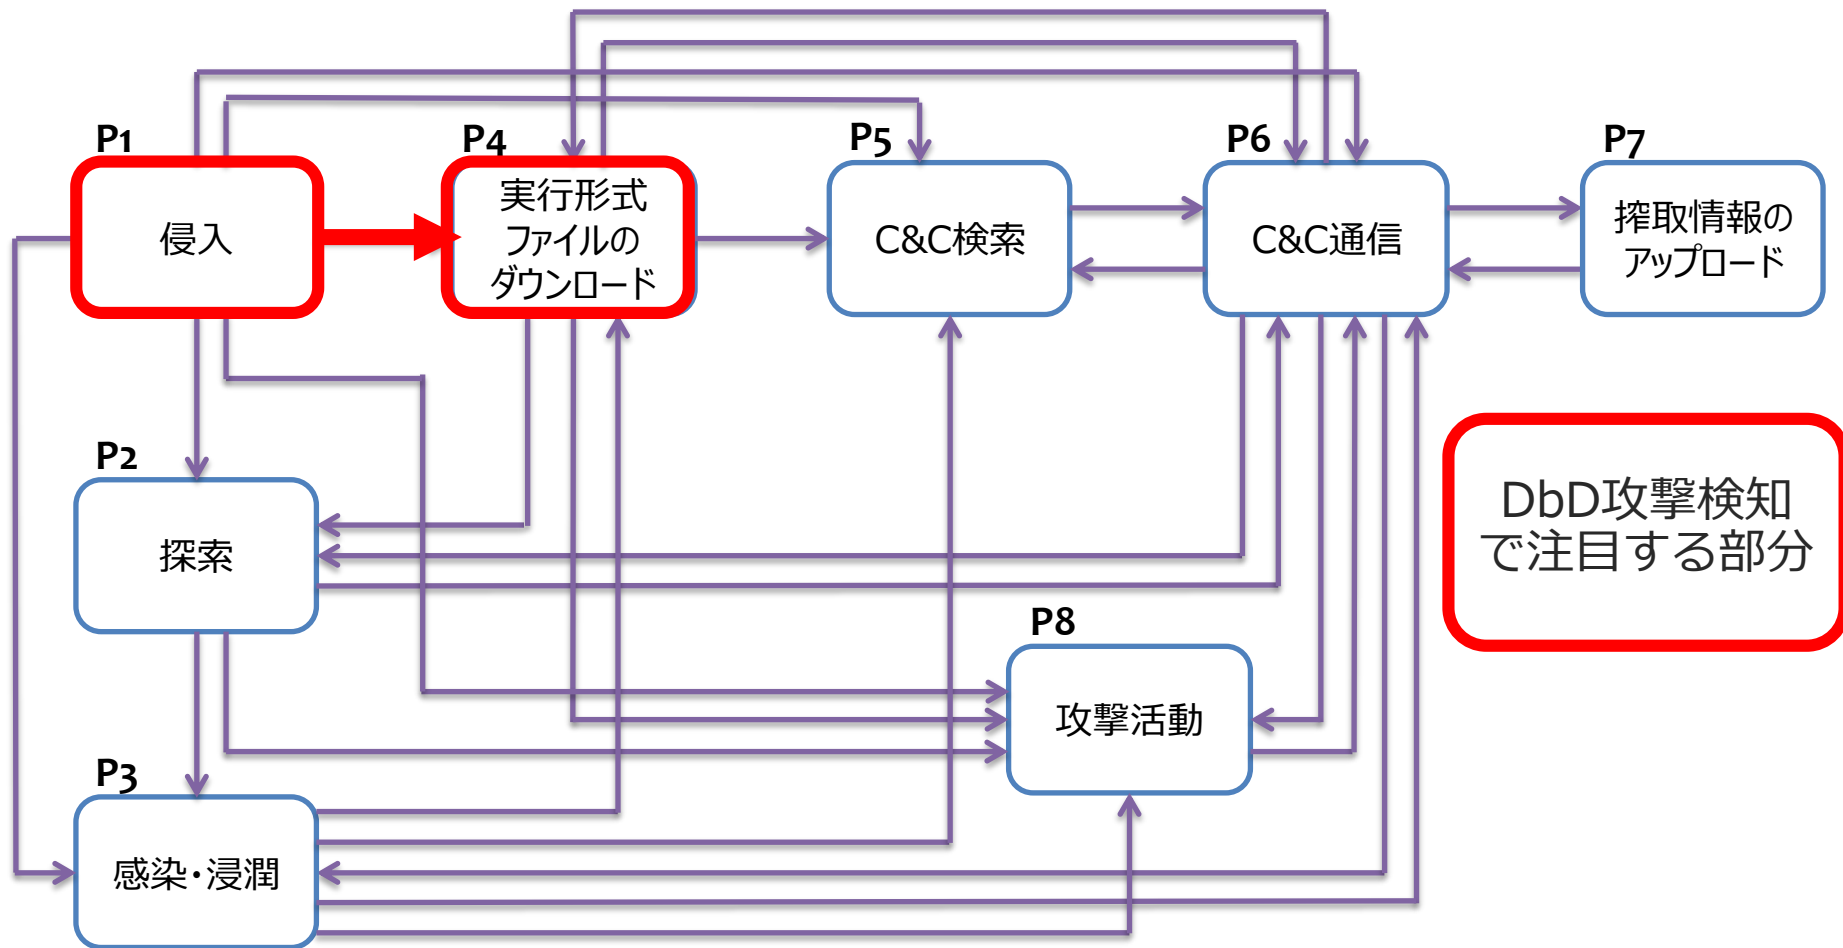 P1
侵入
P4
実行形式
ファイルの
ダウンロード
P5
C&C検索
P6
C&C通信
P7
搾取情報の
アップロード
P2
探索
DbD攻撃検知
で注目する部分
P8
攻撃活動
P3
感染・浸潤